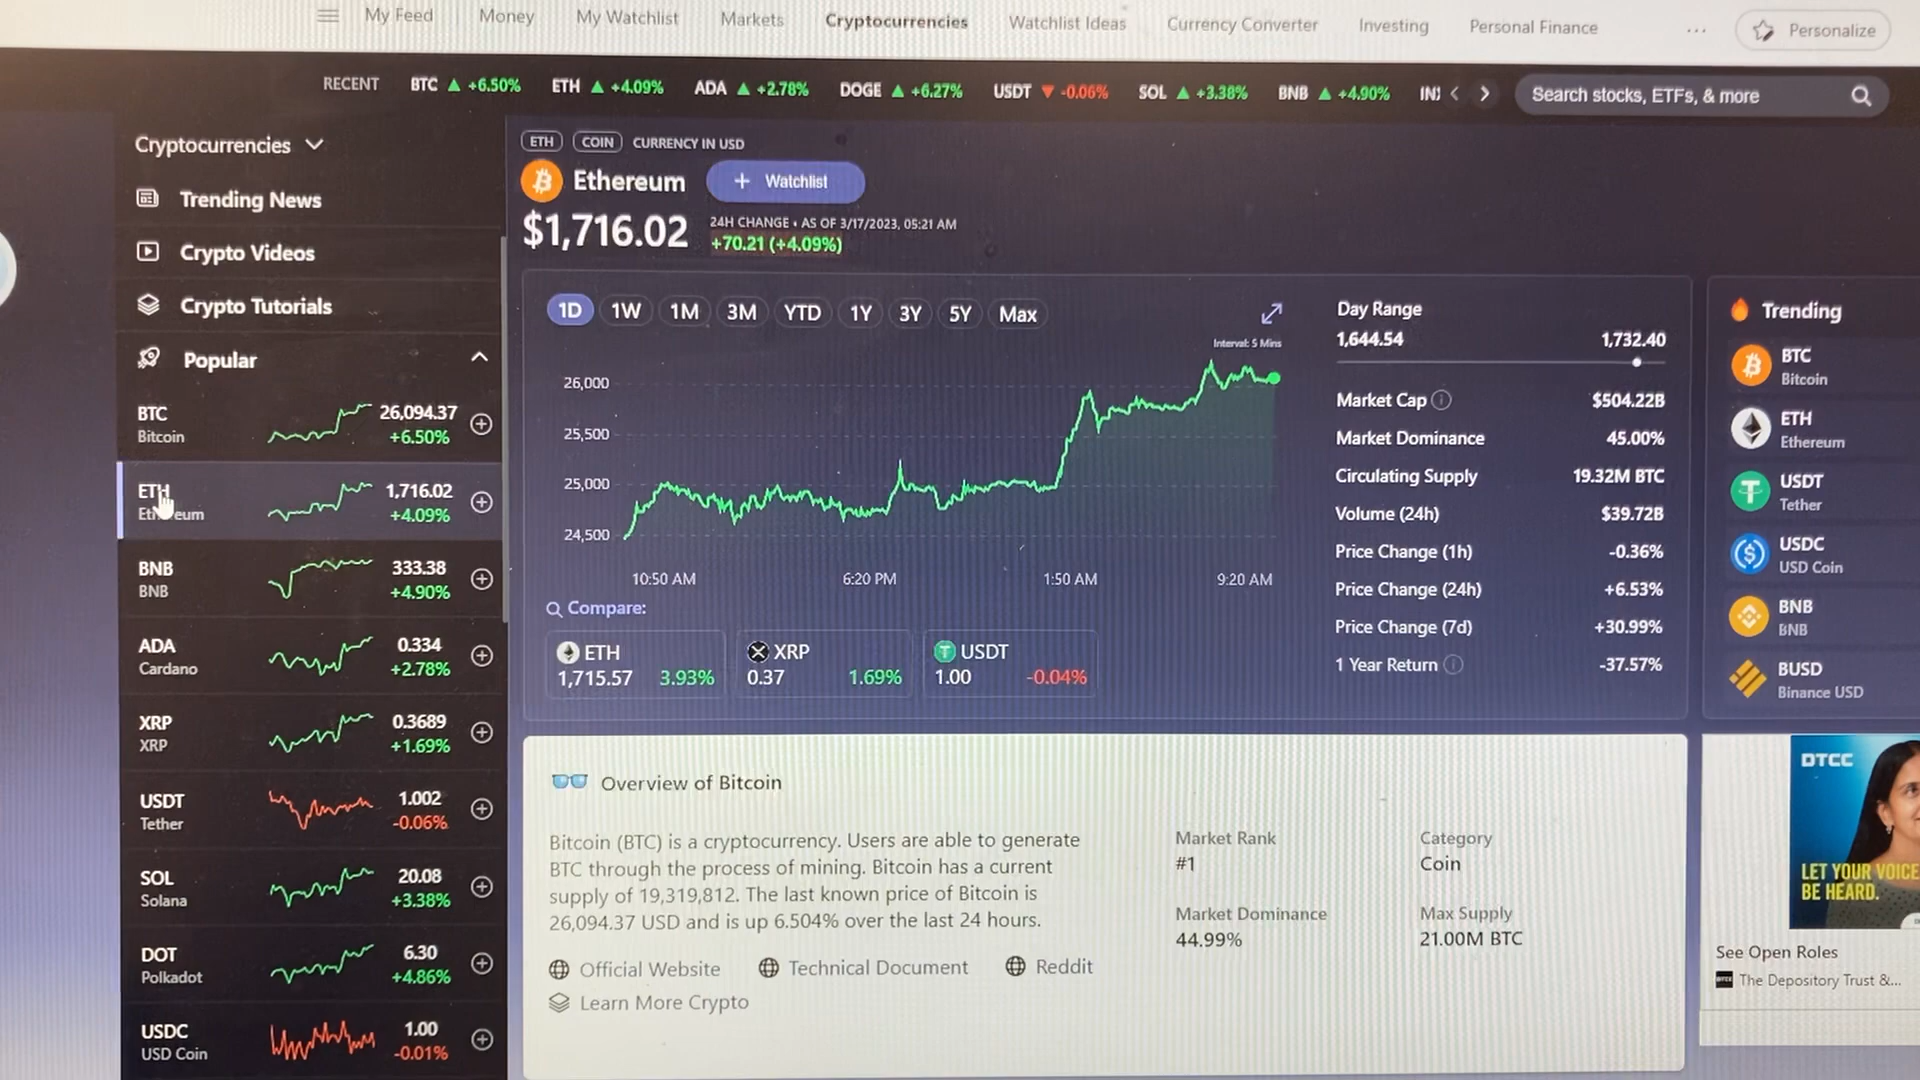 My Feed
Money
My Watchlist
Markets
Cryptocurrencies
Watchlist Ideas
Currency Converter
Investing
Personal Finance
...
Personalize
RECENT
BTC ▲ +6.50%
ETH ▲ +4.09%
ADA ▲ +2.78%
DOGE ▲ +6.27%
USDT ▼ -0.06%
SOL ▲ +3.38%
BNB ▲ +4.90%
Search stocks, ETFs, & more
Cryptocurrencies
Trending News
Crypto Videos
Crypto Tutorials
Popular
BTC 26,094.37
Bitcoin +6.50%
ETH 1,716.02
+4.09%
BNB 333.38
BNB +4.90%
ADA 0.334
Cardano +2.78%
XRP 0.3689
XRP +1.69%
USDT 1.002
Tether -0.06%
SOL 20.08
Solana +3.38%
DOT 6.30
Polkadot +4.86%
USDC 1.00
USD Coin -0.01%
ETH COIN CURRENCY IN USD
Ethereum
+ Watchlist
$1,716.02
24H CHANGE • AS OF 3/17/2023, 05:21 AM
+70.21 (+4.09%)
1D 1W 1M 3M YTD 1Y 3Y 5Y Max
Interval: 5 Mins
26,000
25,500
25,000
24,500
10:50 AM 6:20 PM 1:50 AM 9:20 AM
Compare:
ETH
1,715.57 3.93%
XRP
0.37 1.69%
USDT
1.00 -0.04%
Day Range
1,644.54 1,732.40
Market Cap $504.22B
Market Dominance 45.00%
Circulating Supply 19.32M BTC
Volume (24h) $39.72B
Price Change (1h) -0.36%
Price Change (24h) +6.53%
Price Change (7d) +30.99%
1 Year Return -37.57%
Trending
BTC
Bitcoin
ETH
Ethereum
USDT
Tether
USDC
USD Coin
BNB
BNB
BUSD
Binance USD
Overview of Bitcoin
Bitcoin (BTC) is a cryptocurrency. Users are able to generate
BTC through the process of mining. Bitcoin has a current
supply of 19,319,812. The last known price of Bitcoin is
26,094.37 USD and is up 6.504% over the last 24 hours.
Official Website
Technical Document
Reddit
Learn More Crypto
Market Rank
#1
Category
Coin
Market Dominance
44.99%
Max Supply
21.00M BTC
DTCC
LET YOUR VOICE
BE HEARD.
See Open Roles
The Depository Trust &...